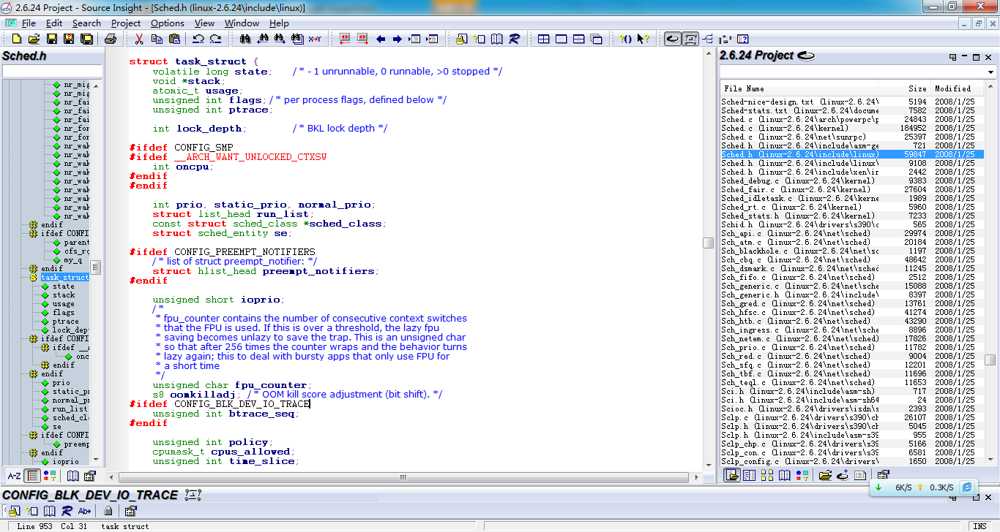 2.6.24 Project - Source Insight - [Sched.h (linux-2.6.24\include\linux)]
File Edit Search Project Options View Window Help
Sched.h
nr_mig
nr_mig
nr_fai
nr_fai
nr_fai
nr_for
nr_for
nr_wak
nr_wak
nr_wak
nr_wak
nr_wak
nr_wak
nr_wak
nr_wak
nr_wak
endif
ifdef CONFI
parent
cfs_rq
my_q
endif
task_struct
state
stack
usage
flags
ptrace
lock_dept
ifdef CONFI
ifdef __A
onc
endif
endif
prio
static_pr
normal_pr
run_list
sched_cla
se
ifdef CONFI
preemp
endif
ioprio
A-Z
struct task_struct {
volatile long state; /* -1 unrunnable, 0 runnable, >0 stopped */
void *stack;
atomic_t usage;
unsigned int flags; /* per process flags, defined below */
unsigned int ptrace;
int lock_depth; /* BKL lock depth */
#ifdef CONFIG_SMP
#ifdef __ARCH_WANT_UNLOCKED_CTXSW
int oncpu;
#endif
#endif
int prio, static_prio, normal_prio;
struct list_head run_list;
const struct sched_class *sched_class;
struct sched_entity se;
#ifdef CONFIG_PREEMPT_NOTIFIERS
/* list of struct preempt_notifier: */
struct hlist_head preempt_notifiers;
#endif
unsigned short ioprio;
/*
* fpu_counter contains the number of consecutive context switches
* that the FPU is used. If this is over a threshold, the lazy fpu
* saving becomes unlazy to save the trap. This is an unsigned char
* so that after 256 times the counter wraps and the behavior turns
* lazy again; this to deal with bursty apps that only use FPU for
* a short time
*/
unsigned char fpu_counter;
s8 oomkilladj; /* OOM kill score adjustment (bit shift). */
#ifdef CONFIG_BLK_DEV_IO_TRACE
unsigned int btrace_seq;
#endif
unsigned int policy;
cpumask_t cpus_allowed;
unsigned int time_slice;
2.6.24 Project
File Name Size Modified
Sched-nice-design.txt (linux-2.6.24\ 5194 2008/1/25
Sched-stats.txt (linux-2.6.24\docume 7582 2008/1/25
Sched.c (linux-2.6.24\arch\powerpc\p 24843 2008/1/25
Sched.c (linux-2.6.24\kernel) 184952 2008/1/25
Sched.c (linux-2.6.24\net\sunrpc) 25397 2008/1/25
Sched.h (linux-2.6.24\include\asm-ge 721 2008/1/25
Sched.h (linux-2.6.24\include\linux) 59847 2008/1/25
Sched.h (linux-2.6.24\include\linux\ 9108 2008/1/25
Sched.h (linux-2.6.24\include\xen\in 2442 2008/1/25
Sched_debug.c (linux-2.6.24\kernel) 9383 2008/1/25
Sched_fair.c (linux-2.6.24\kernel) 27604 2008/1/25
Sched_idletask.c (linux-2.6.24\kerne 1989 2008/1/25
Sched_rt.c (linux-2.6.24\kernel) 5960 2008/1/25
Sched_stats.h (linux-2.6.24\kernel) 7233 2008/1/25
Schid.h (linux-2.6.24\drivers\s390\c 565 2008/1/25
Sch_api.c (linux-2.6.24\net\sched) 29974 2008/1/25
Sch_atm.c (linux-2.6.24\net\sched) 20184 2008/1/25
Sch_blackhole.c (linux-2.6.24\net\sc 1197 2008/1/25
Sch_cbq.c (linux-2.6.24\net\sched) 48642 2008/1/25
Sch_dsmark.c (linux-2.6.24\net\sched 11245 2008/1/25
Sch_fifo.c (linux-2.6.24\net\sched) 2512 2008/1/25
Sch_generic.c (linux-2.6.24\net\sche 15088 2008/1/25
Sch_generic.h (linux-2.6.24\include\ 8397 2008/1/25
Sch_gred.c (linux-2.6.24\net\sched) 13761 2008/1/25
Sch_hfsc.c (linux-2.6.24\net\sched) 41274 2008/1/25
Sch_htb.c (linux-2.6.24\net\sched) 43290 2008/1/25
Sch_ingress.c (linux-2.6.24\net\sche 8896 2008/1/25
Sch_netem.c (linux-2.6.24\net\sched) 17826 2008/1/25
Sch_prio.c (linux-2.6.24\net\sched) 17782 2008/1/25
Sch_red.c (linux-2.6.24\net\sched) 9004 2008/1/25
Sch_sfq.c (linux-2.6.24\net\sched) 12201 2008/1/25
Sch_tbf.c (linux-2.6.24\net\sched) 11696 2008/1/25
Sch_teql.c (linux-2.6.24\net\sched) 11653 2008/1/25
Sci.h (linux-2.6.24\include\asm-sh) 717 2008/1/25
Sci.h (linux-2.6.24\include\asm-sh64 24 2008/1/25
Scioc.h (linux-2.6.24\drivers\isdn\s 2393 2008/1/25
Sclp.c (linux-2.6.24\drivers\s390\ch 26107 2008/1/25
Sclp.h (linux-2.6.24\drivers\s390\ch 5045 2008/1/25
Sclp.h (linux-2.6.24\include\asm-s39 955 2008/1/25
Sclp_chp.c (linux-2.6.24\drivers\s39 5166 2008/1/25
Sclp_con.c (linux-2.6.24\drivers\s39 6581 2008/1/25
Sclp_config.c (linux-2.6.24\drivers\ 1650 2008/1/25
6K/S 0.3K/S
CONFIG_BLK_DEV_IO_TRACE
Ab
Line 953 Col 31 task_struct INS